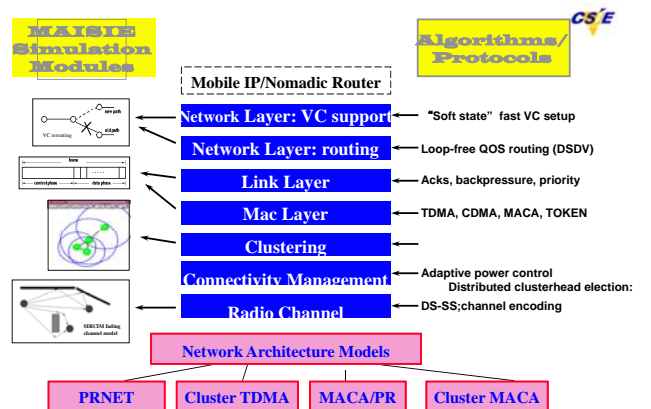 CSIE
MAISIE
Simulation
Modules
Algorithms/
Protocols
Mobile IP/Nomadic Router
Network Layer: VC support
“Soft state” fast VC setup
new path
old path
VC rerouting
Network Layer: routing
Loop-free QOS routing (DSDV)
frame
control phase
data phase
Link Layer
Acks, backpressure, priority
Mac Layer
TDMA, CDMA, MACA, TOKEN
Clustering
Connectivity Management
Adaptive power control
Distributed clusterhead election:
Radio Channel
DS-SS;channel encoding
SIRCIM fading
channel model
Network Architecture Models
PRNET
Cluster TDMA
MACA/PR
Cluster MACA